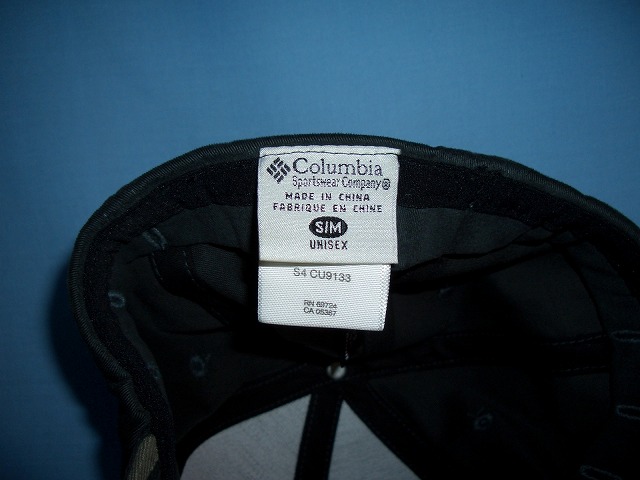 Columbia
Sportswear Company®
MADE IN CHINA
FABRIQUE EN CHINE
S/M
UNISEX
S4 CU9133
RN 69724
CA 05367